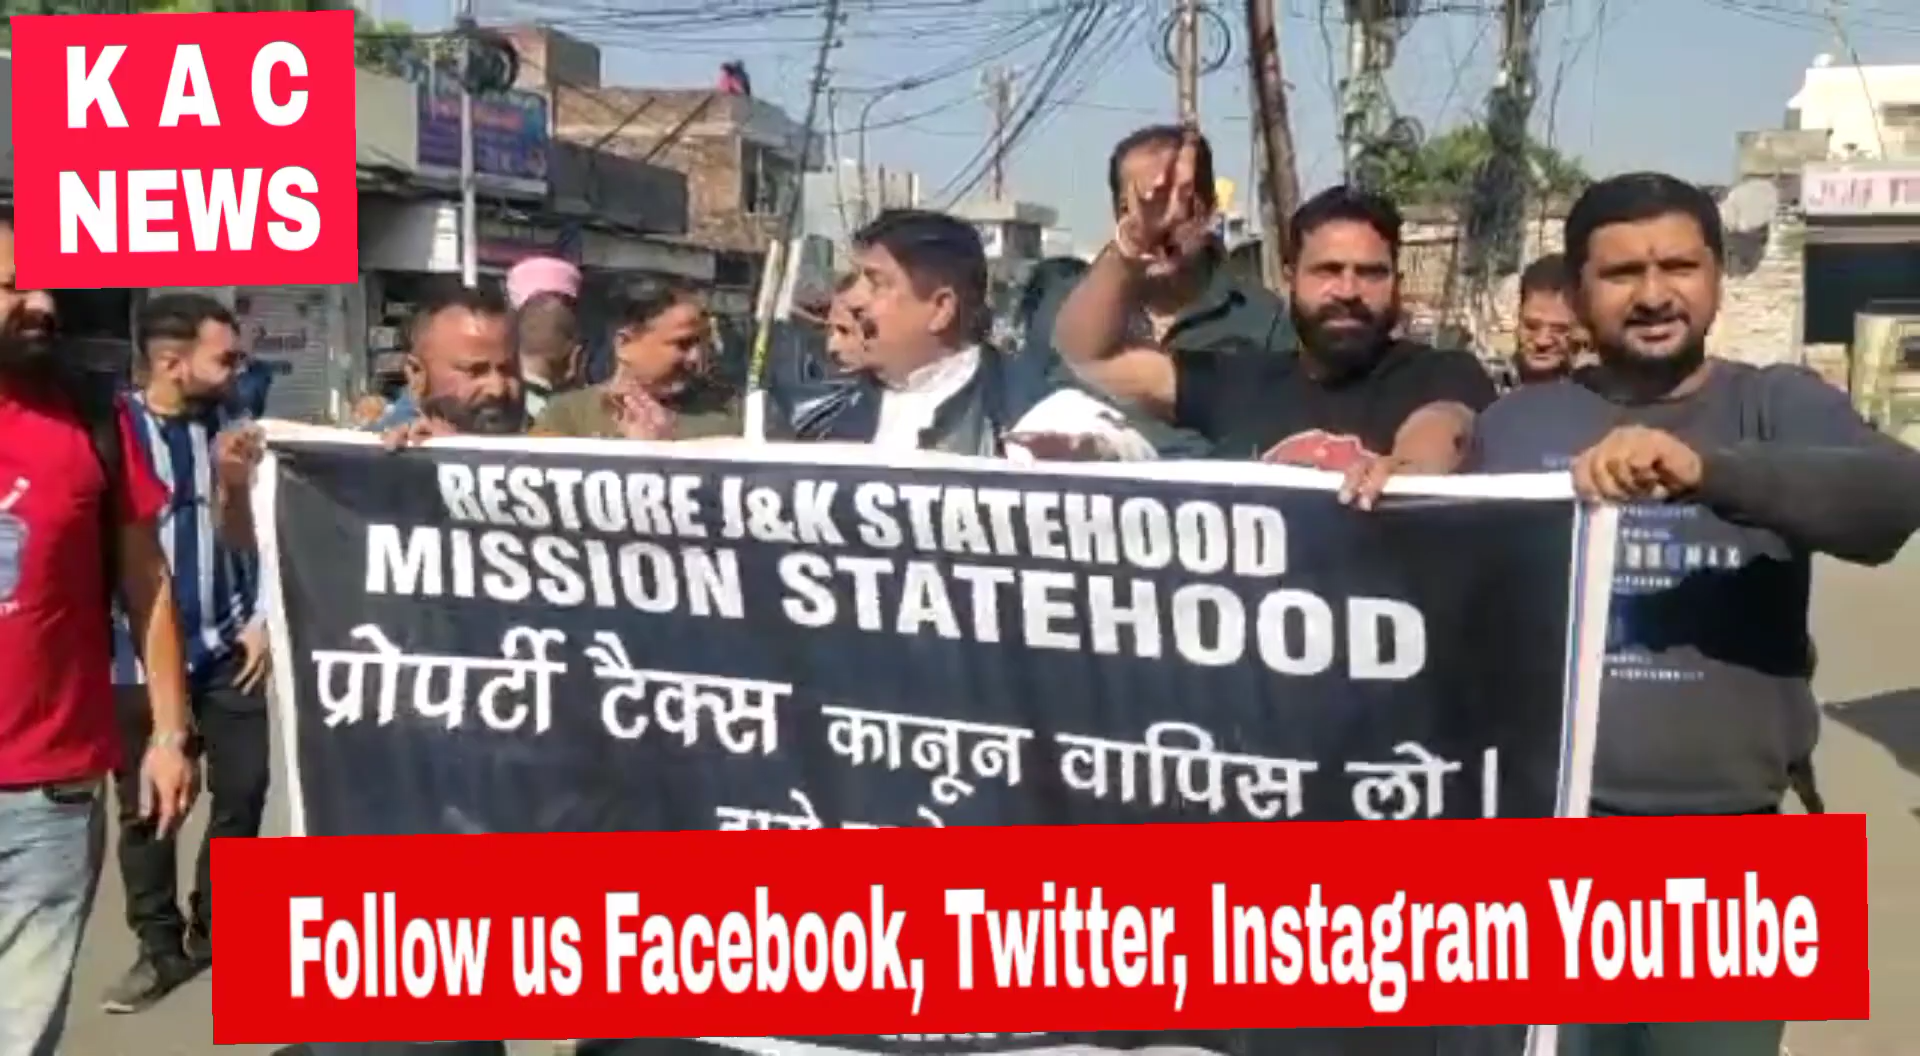 K A C
NEWS
RESTORE J&K STATEHOOD
MISSION STATEHOOD
प्रोपर्टी टैक्स कानून वापिस लो।
Follow us Facebook, Twitter, Instagram YouTube